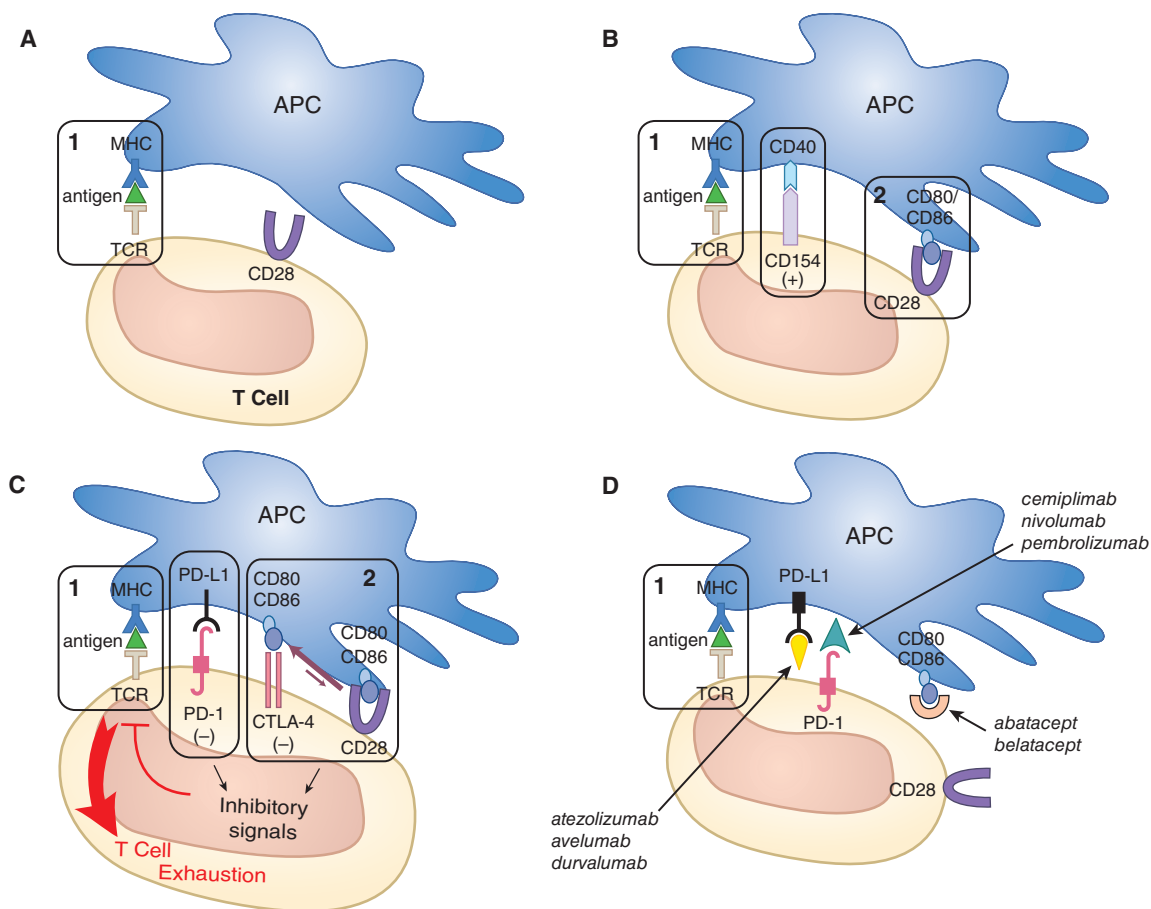 A
APC
1
MHC
antigen
TCR
CD28
T Cell
B
APC
1
MHC
antigen
TCR
CD40
CD154
(+)
2
CD80/
CD86
CD28
C
APC
1
MHC
antigen
TCR
PD-L1
PD-1
(–)
2
CD80
CD86
CD80
CD86
CTLA-4
(–)
CD28
Inhibitory
signals
T Cell
Exhaustion
D
APC
cemiplimab
nivolumab
pembrolizumab
1
MHC
antigen
TCR
PD-L1
PD-1
CD80
CD86
abatacept
belatacept
CD28
atezolizumab
avelumab
durvalumab